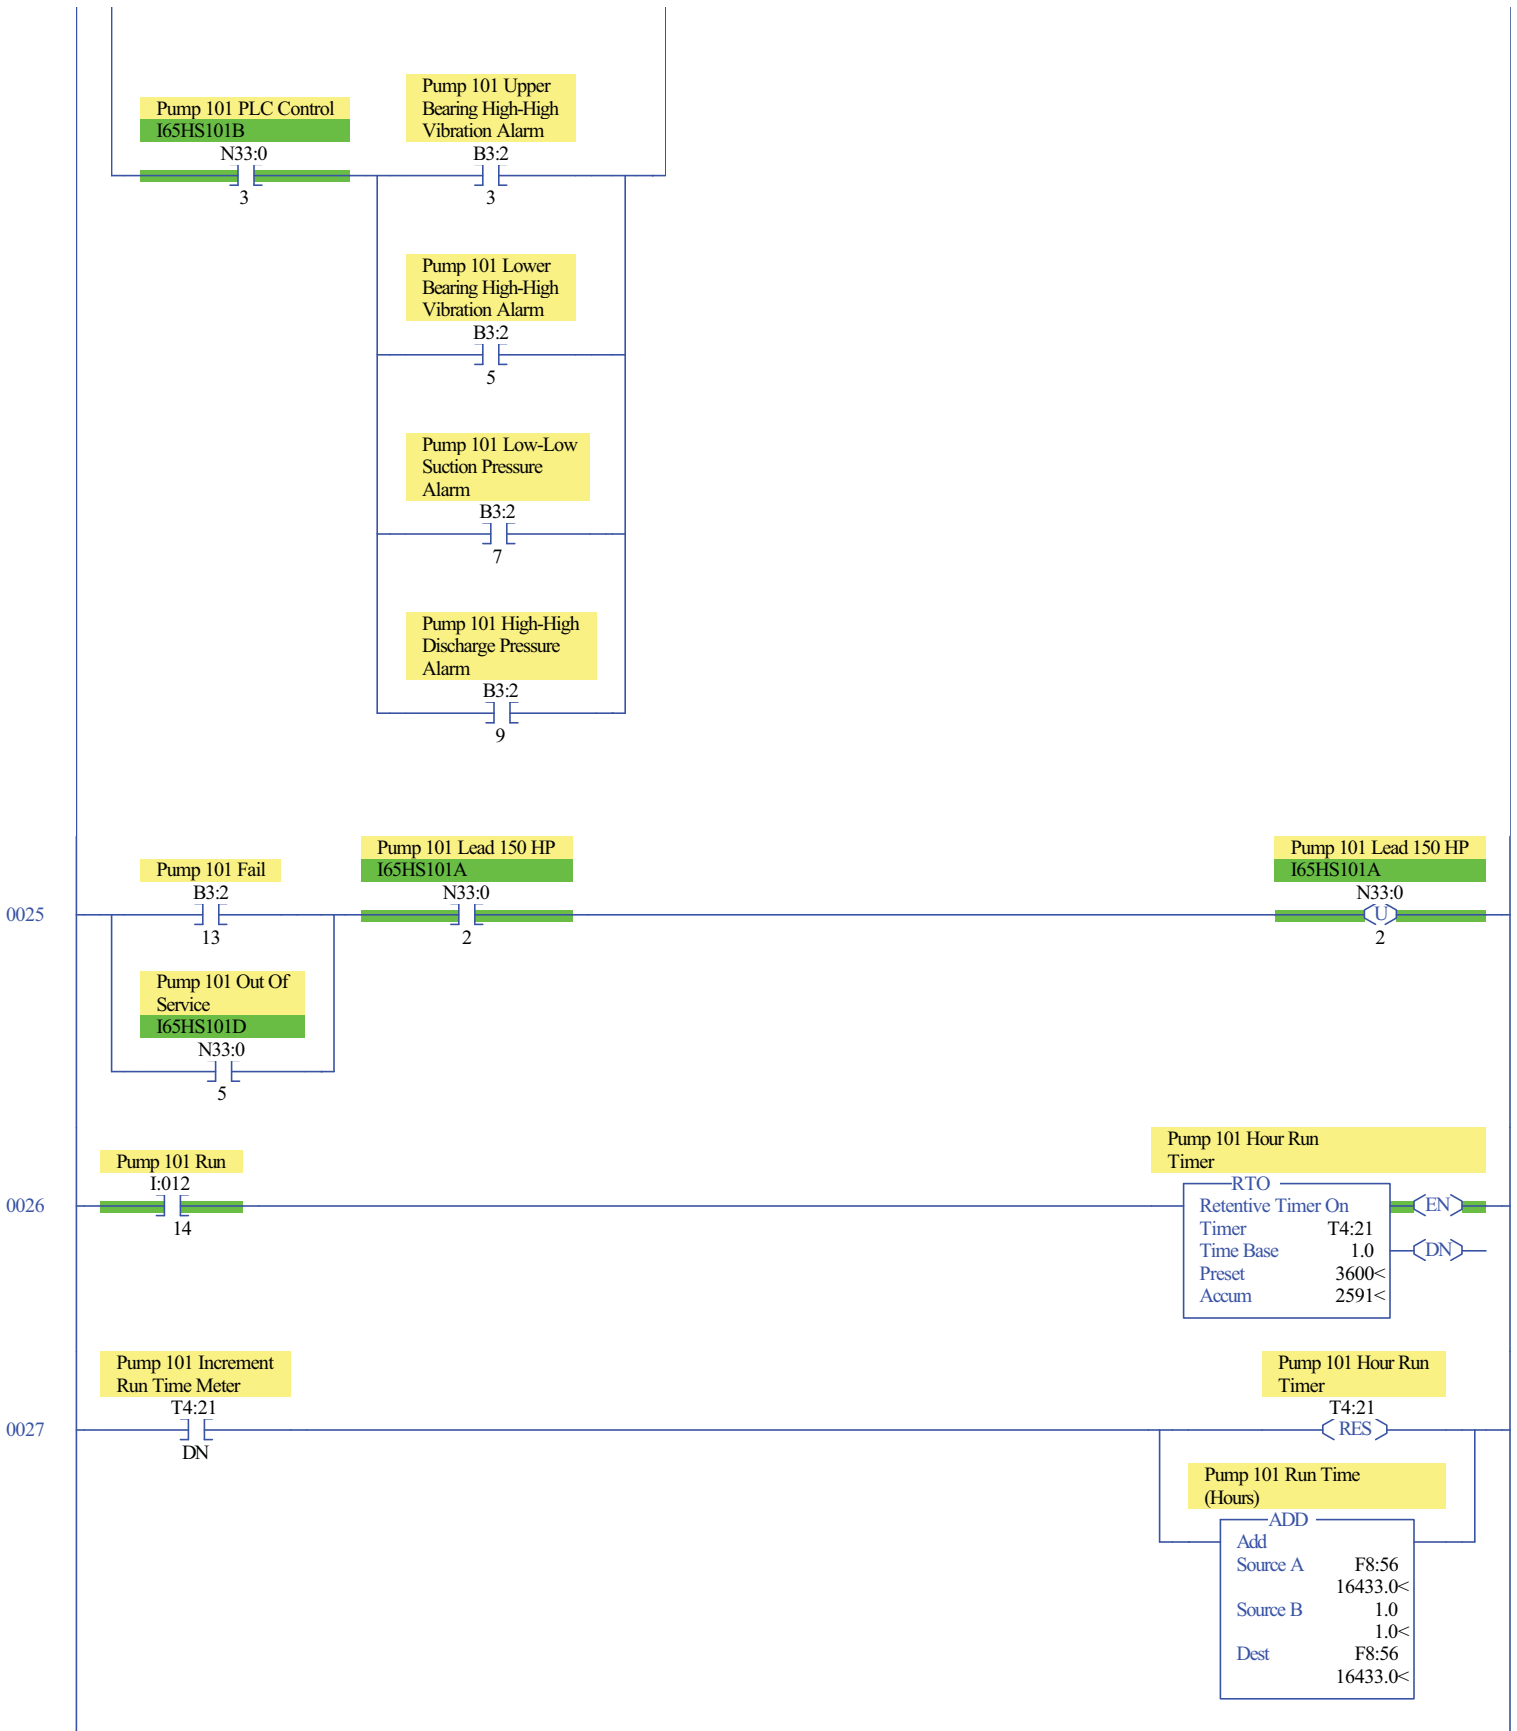 Pump 101 PLC Control
I65HS101B
N33:0
3
Pump 101 Upper
Bearing High-High
Vibration Alarm
B3:2
3
Pump 101 Lower
Bearing High-High
Vibration Alarm
B3:2
5
Pump 101 Low-Low
Suction Pressure
Alarm
B3:2
7
Pump 101 High-High
Discharge Pressure
Alarm
B3:2
9
0025
Pump 101 Fail
B3:2
13
Pump 101 Out Of
Service
I65HS101D
N33:0
5
Pump 101 Lead 150 HP
I65HS101A
N33:0
2
Pump 101 Lead 150 HP
I65HS101A
N33:0
U
2
0026
Pump 101 Run
I:012
14
Pump 101 Hour Run
Timer
RTO
Retentive Timer On
Timer T4:21
Time Base 1.0
Preset 3600<
Accum 2591<
EN
DN
0027
Pump 101 Increment
Run Time Meter
T4:21
DN
Pump 101 Hour Run
Timer
T4:21
RES
Pump 101 Run Time
(Hours)
ADD
Add
Source A F8:56
16433.0<
Source B 1.0
1.0<
Dest F8:56
16433.0<